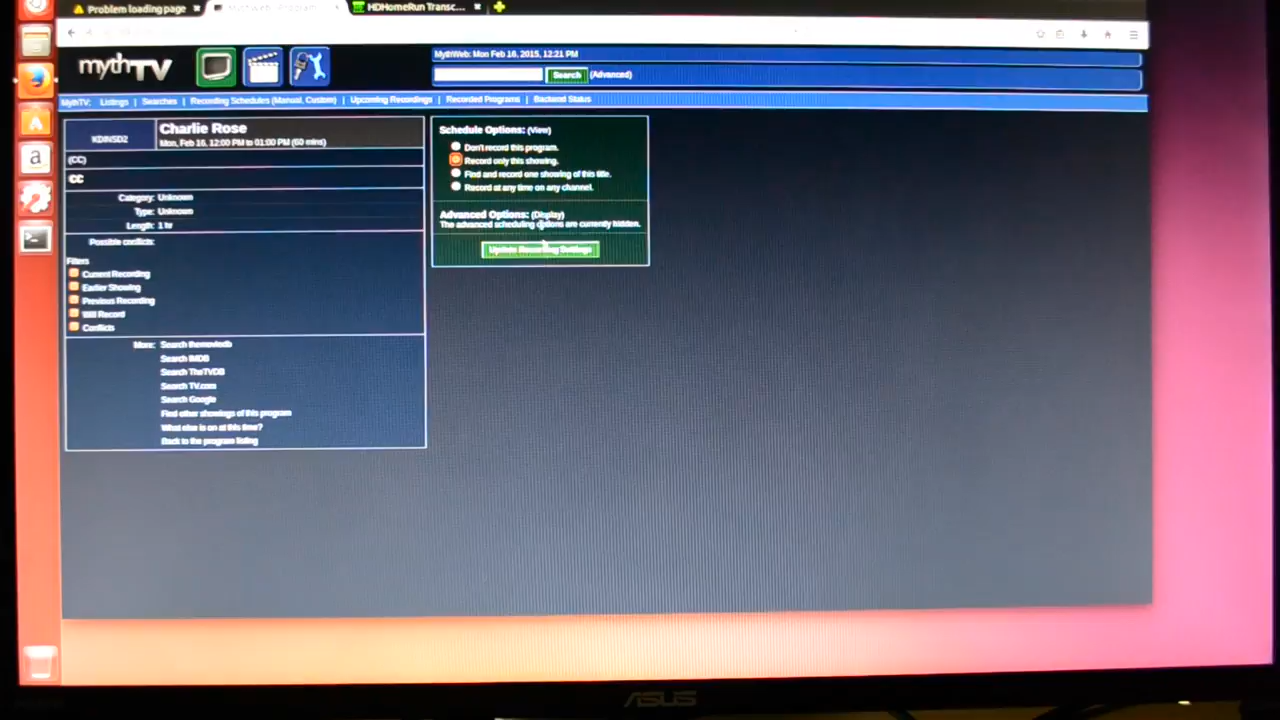 Problem loading page
HDHomeRun Transc...
mythTV
MythWeb: Mon Feb 16, 2015, 12:21 PM
Search (Advanced)
MythTV: Listings | Searches | Recording Schedules (Manual, Custom) | Upcoming Recordings | Recorded Programs | Backend Status
KDINSD2
Charlie Rose
Mon, Feb 16, 12:00 PM to 01:00 PM (60 mins)
(CC)
CC
Category: Unknown
Type: Unknown
Length: 1 hr
Possible conflicts:
Filters
Current Recording
Earlier Showing
Previous Recording
Will Record
Conflicts
More: Search themoviedb
Search IMDB
Search TheTVDB
Search TV.com
Search Google
Find other showings of this program
What else is on at this time?
Back to the program listing
Schedule Options: (View)
Don't record this program.
Record only this showing.
Find and record one showing of this title.
Record at any time on any channel.
Advanced Options: (Display)
The advanced scheduling options are currently hidden.
Update Recording Settings
ASUS